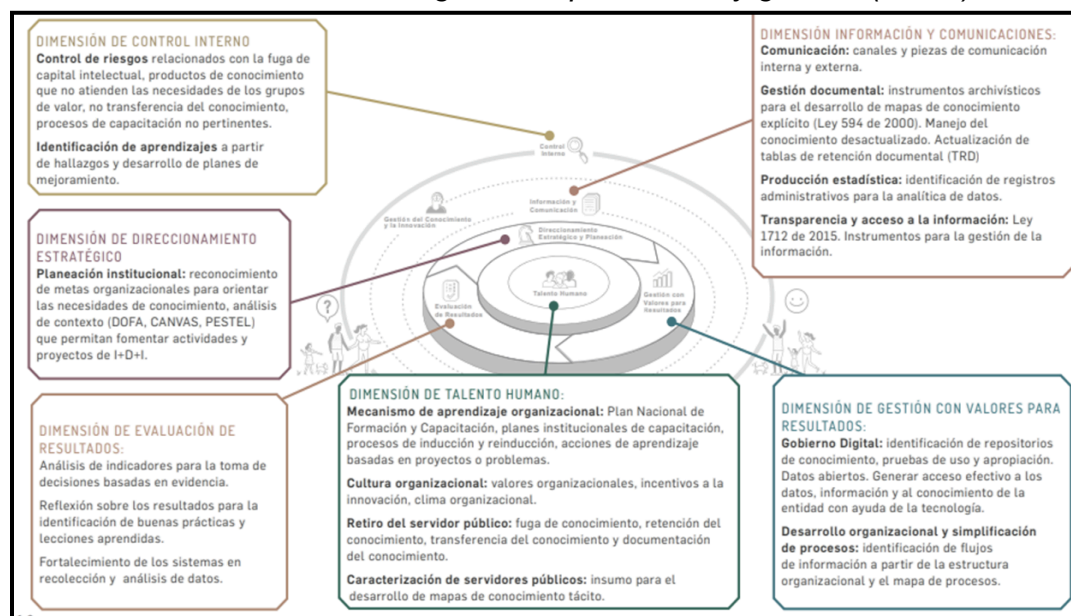 DIMENSIÓN DE CONTROL INTERNO
Control de riesgos relacionados con la fuga de
capital intelectual, productos de conocimiento
que no atienden las necesidades de los grupos
de valor, no transferencia del conocimiento,
procesos de capacitación no pertinentes.
Identificación de aprendizajes a partir
de hallazgos y desarrollo de planes de
mejoramiento.
DIMENSIÓN INFORMACIÓN Y COMUNICACIONES:
Comunicación: canales y piezas de comunicación
interna y externa.
Gestión documental: instrumentos archivísticos
para el desarrollo de mapas de conocimiento
explícito (Ley 594 de 2000). Manejo del
conocimiento desactualizado. Actualización de
tablas de retención documental (TRD)
Producción estadística: identificación de registros
administrativos para la analítica de datos.
Transparencia y acceso a la información: Ley
1712 de 2015. Instrumentos para la gestión de la
información.
Control
Interno
Gestión del Conocimiento
y la Innovación
Información y
Comunicación
Direccionamiento
Estratégico y Planeación
Talento Humano
Evaluación
de Resultados
Gestión con
Valores para
Resultados
DIMENSIÓN DE DIRECCIONAMIENTO
ESTRATÉGICO
Planeación institucional: reconocimiento
de metas organizacionales para orientar
las necesidades de conocimiento, análisis
de contexto (DOFA, CANVAS, PESTEL)
que permitan fomentar actividades y
proyectos de I+D+I.
DIMENSIÓN DE EVALUACIÓN DE
RESULTADOS:
Análisis de indicadores para la toma de
decisiones basadas en evidencia.
Reflexión sobre los resultados para la
identificación de buenas prácticas y
lecciones aprendidas.
Fortalecimiento de los sistemas en
recolección y análisis de datos.
DIMENSIÓN DE TALENTO HUMANO:
Mecanismo de aprendizaje organizacional: Plan Nacional de
Formación y Capacitación, planes institucionales de capacitación,
procesos de inducción y reinducción, acciones de aprendizaje
basadas en proyectos o problemas.
Cultura organizacional: valores organizacionales, incentivos a la
innovación, clima organizacional.
Retiro del servidor público: fuga de conocimiento, retención del
conocimiento, transferencia del conocimiento y documentación
del conocimiento.
Caracterización de servidores públicos: insumo para el
desarrollo de mapas de conocimiento tácito.
DIMENSIÓN DE GESTIÓN CON VALORES PARA
RESULTADOS:
Gobierno Digital: identificación de repositorios
de conocimiento, pruebas de uso y apropiación.
Datos abiertos. Generar acceso efectivo a los
datos, información y al conocimiento de la
entidad con ayuda de la tecnología.
Desarrollo organizacional y simplificación
de procesos: identificación de flujos
de información a partir de la estructura
organizacional y el mapa de procesos.